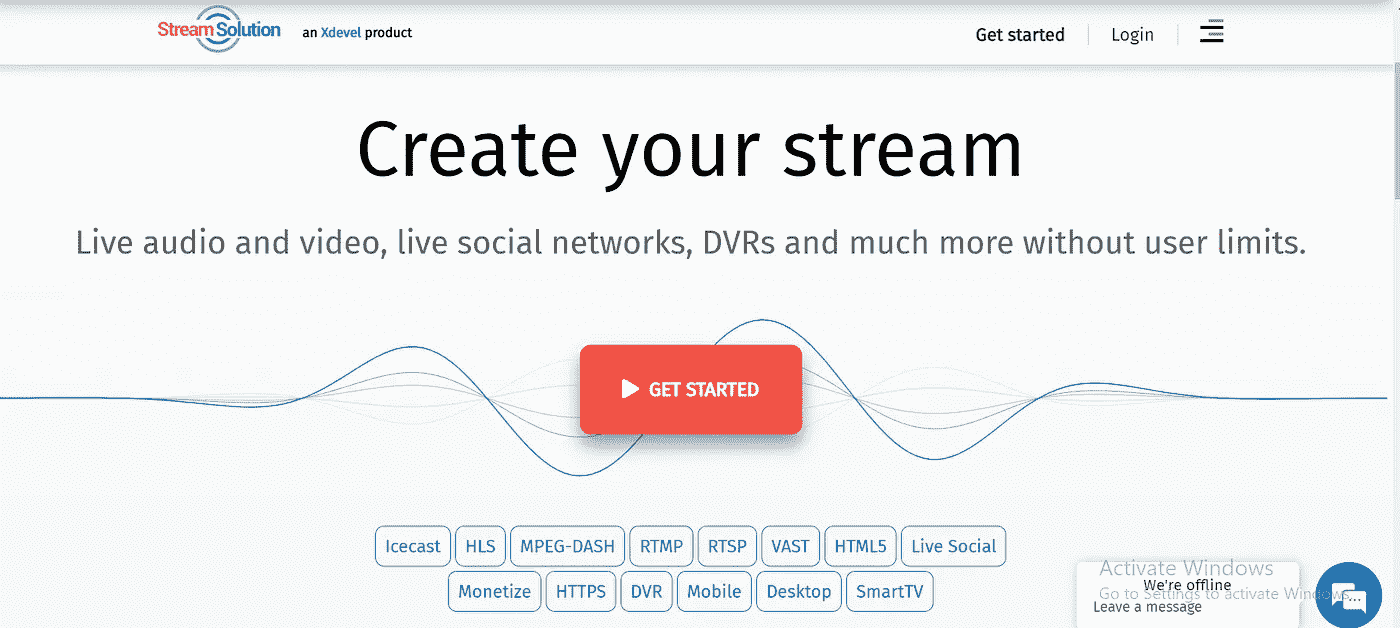 StreamSolution an Xdevel product Get started Login
Create your stream
Live audio and video, live social networks, DVRs and much more without user limits.
GET STARTED
Icecast HLS MPEG-DASH RTMP RTSP VAST HTML5 Live Social
Monetize HTTPS DVR Mobile Desktop SmartTV
Activate Windows
We're offline
Go to Settings to activate Windows.
Leave a message